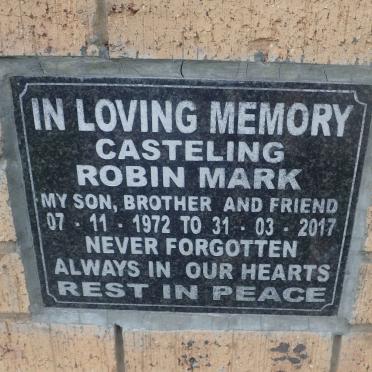 IN LOVING MEMORY
CASTELING
ROBIN MARK
MY SON, BROTHER AND FRIEND
07 - 11 - 1972 TO 31 - 03 - 2017
NEVER FORGOTTEN
ALWAYS IN OUR HEARTS
REST IN PEACE